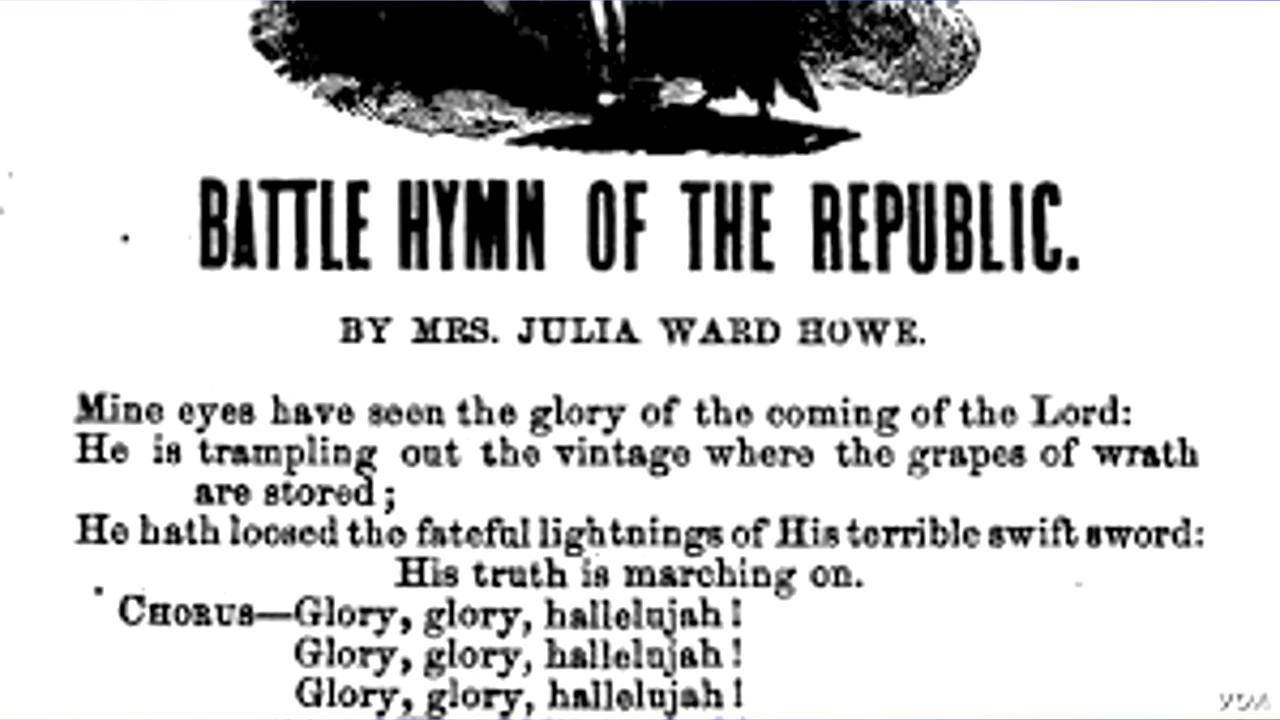 BATTLE HYMN OF THE REPUBLIC.
BY MRS. JULIA WARD HOWE.
Mine eyes have seen the glory of the coming of the Lord:
He is trampling out the vintage where the grapes of wrath
are stored;
He hath loosed the fateful lightnings of His terrible swift sword:
His truth is marching on.
CHORUS—Glory, glory, hallelujah!
Glory, glory, hallelujah!
Glory, glory, hallelujah!
VOA